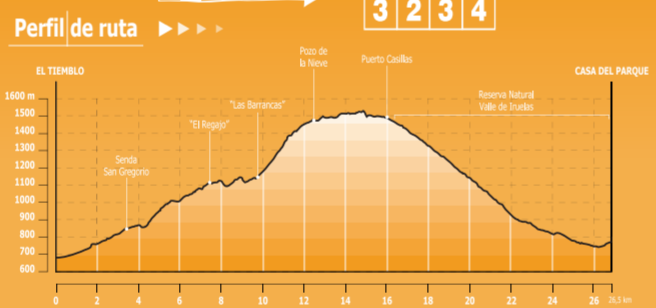 3 2 3 4
Perfil de ruta
EL TIEMBLO
Pozo de
la Nieve
Puerto Casillas
CASA DEL PARQUE
"Las Barrancas"
Reserva Natural
Valle de Iruelas
"El Regajo"
Senda
San Gregorio
1600 m
1500
1400
1300
1200
1100
1000
900
800
700
600
0 2 4 6 8 10 12 14 16 18 20 22 24 26 26,5 km